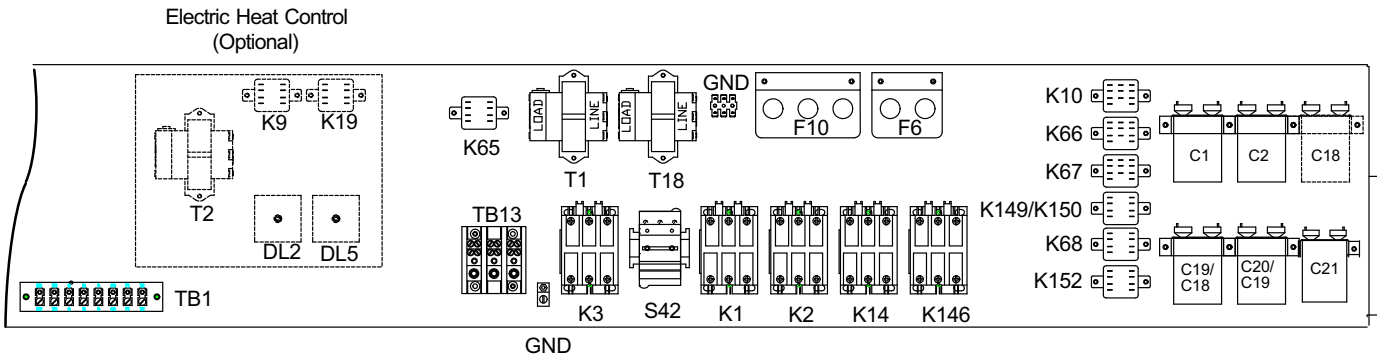 Electric Heat Control
(Optional)
K9
K19
T2
DL2
DL5
TB1
K65
LOAD
LINE
T1
LOAD
LINE
T18
GND
F10
F6
TB13
GND
K3
S42
K1
K2
K14
K146
K10
K66
K67
K149/K150
K68
K152
C1
C2
C18
C19/
C18
C20/
C19
C21